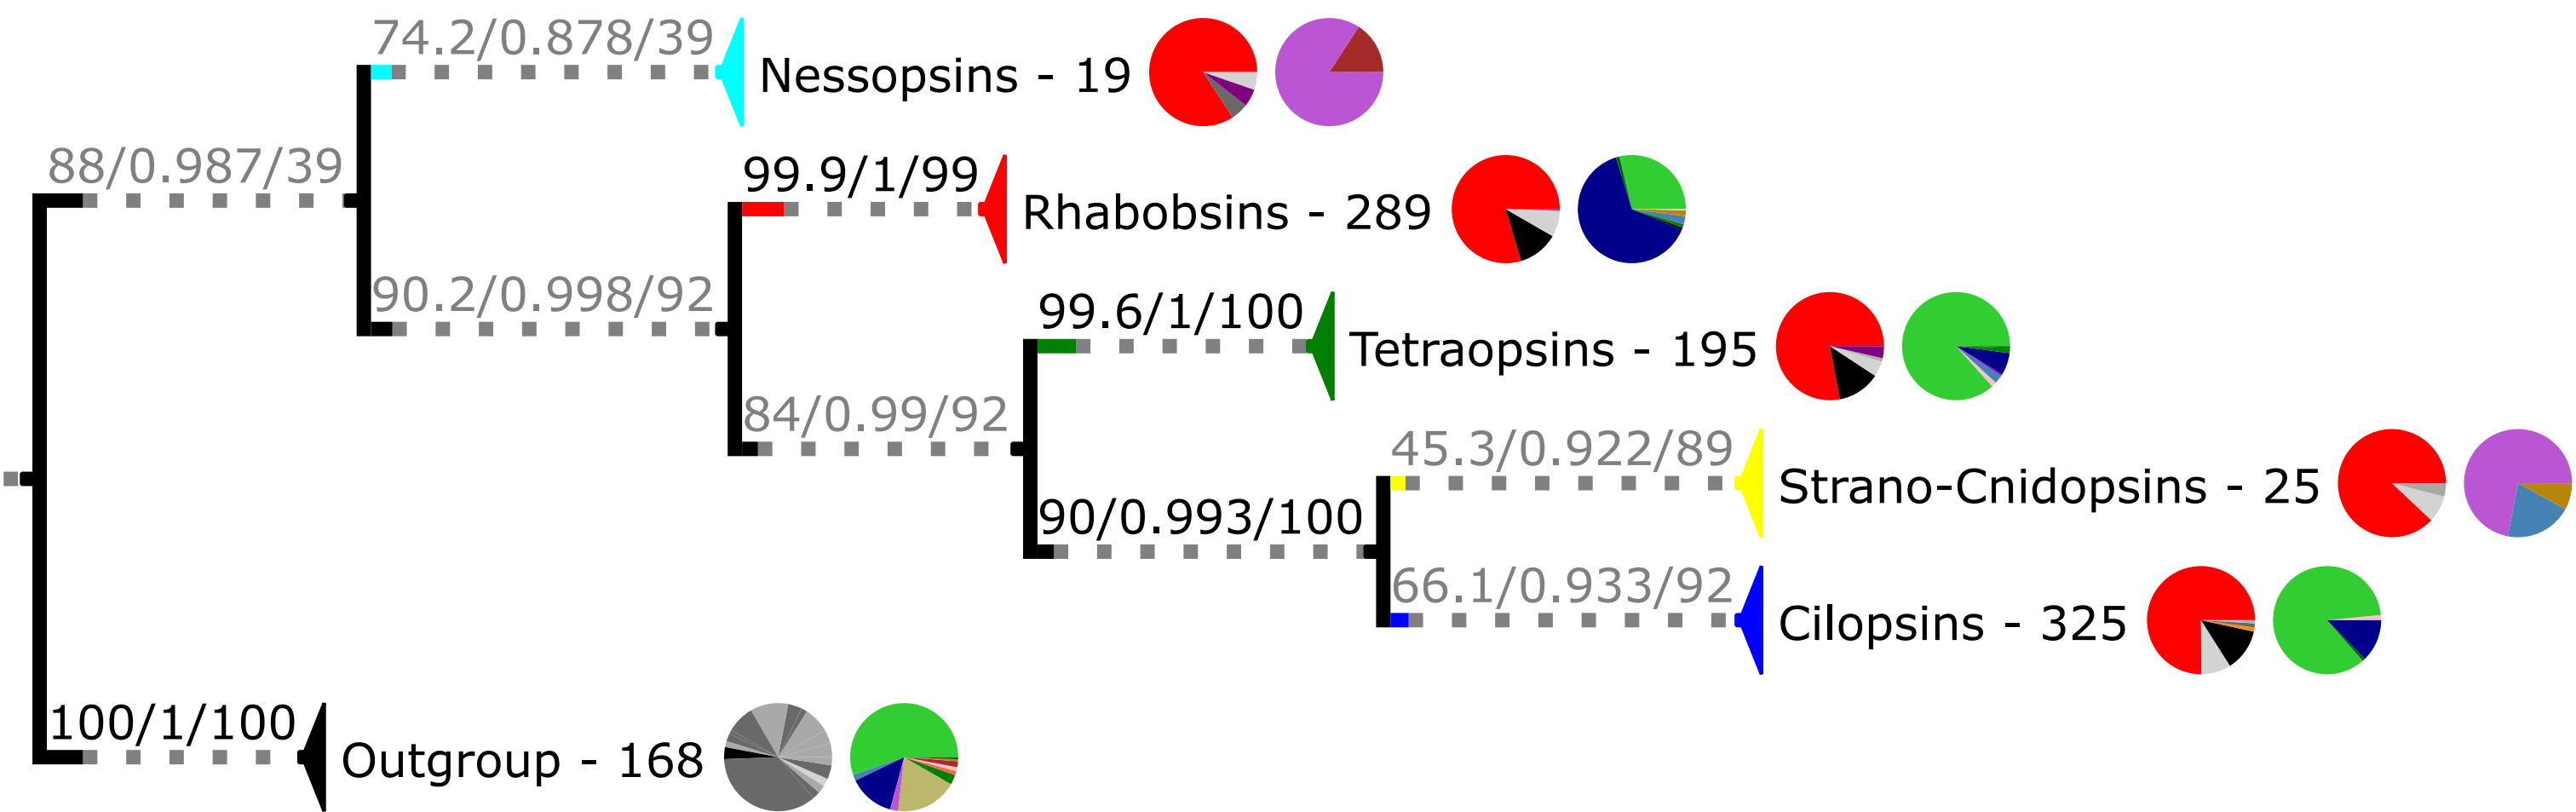 74.2/0.878/39
Nessopsins - 19
88/0.987/39
99.9/1/99
Rhabobsins - 289
90.2/0.998/92
99.6/1/100
Tetraopsins - 195
84/0.99/92
45.3/0.922/89
Strano-Cnidopsins - 25
90/0.993/100
66.1/0.933/92
Cilopsins - 325
100/1/100
Outgroup - 168